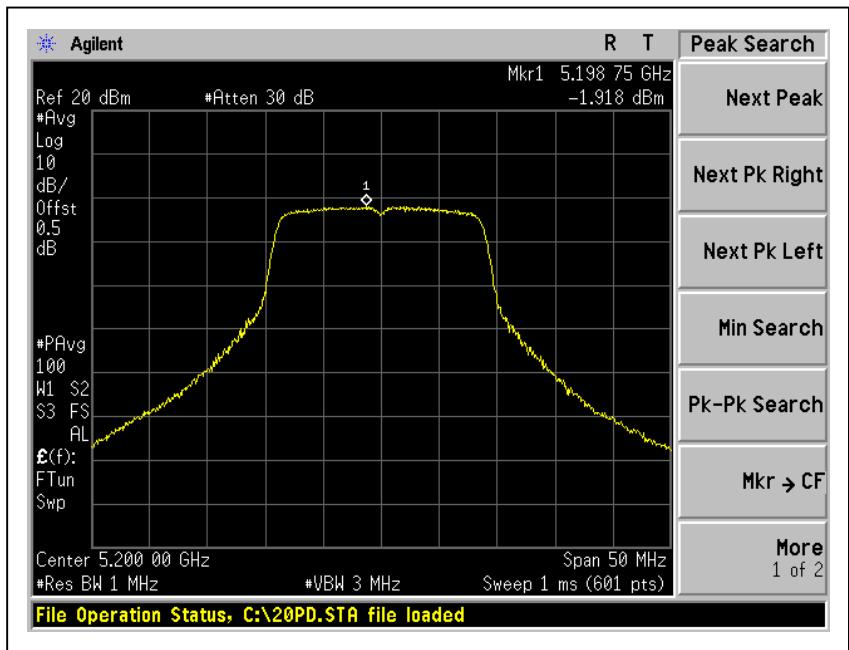 Agilent R T
Peak Search
Mkr1 5.198 75 GHz
Ref 20 dBm #Atten 30 dB -1.918 dBm
#Avg
Log
10
dB/
Offst
0.5
dB
1
#PAvg
100
W1 S2
S3 FS
AL
£(f):
FTun
Swp
Center 5.200 00 GHz Span 50 MHz
#Res BW 1 MHz #VBW 3 MHz Sweep 1 ms (601 pts)
File Operation Status, C:\20PD.STA file loaded
Next Peak
Next Pk Right
Next Pk Left
Min Search
Pk-Pk Search
Mkr → CF
More
1 of 2